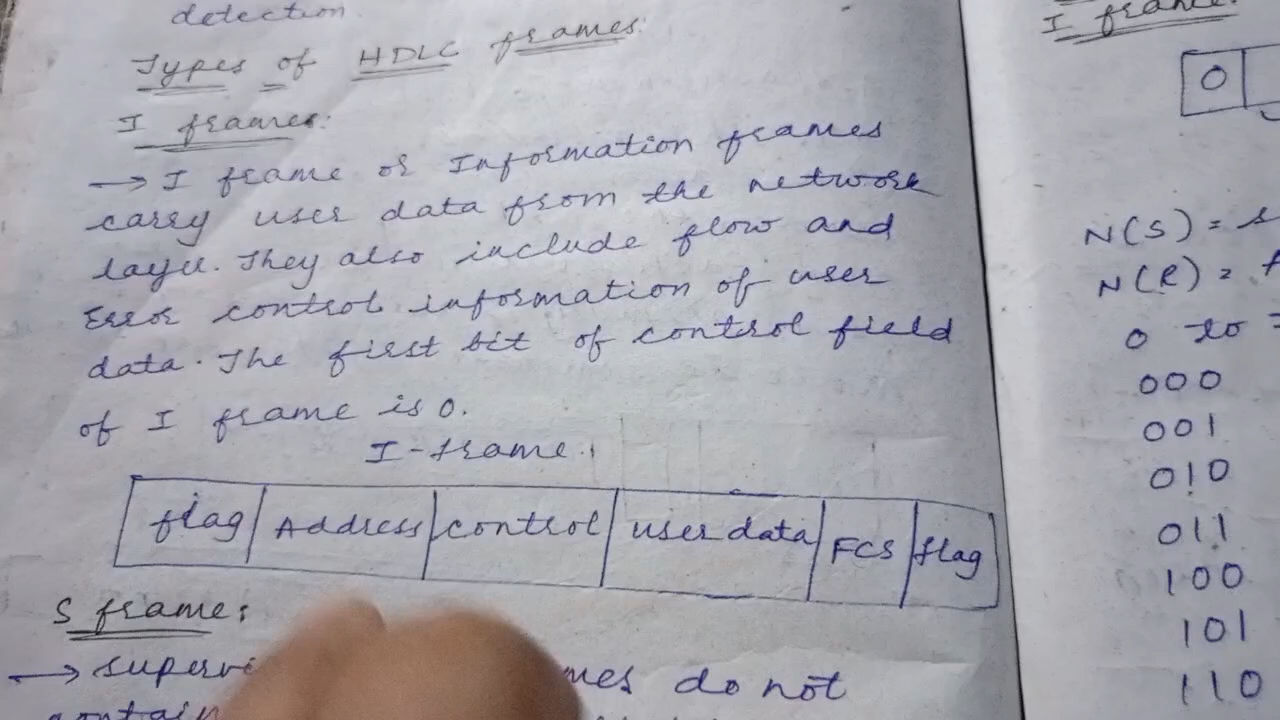 detection.
Types of HDLC frames:
I frames:
→ I frame or Information frames
carry user data from the network
layer. They also include flow and
Error control information of user
data. The first bit of control field
of I frame is 0.
I-frame.
flag Address control user data FCS flag
S frame:
→ do not
I frame:
0
N(S) =
N(R) =
0 to
000
001
010
011
100
101
110